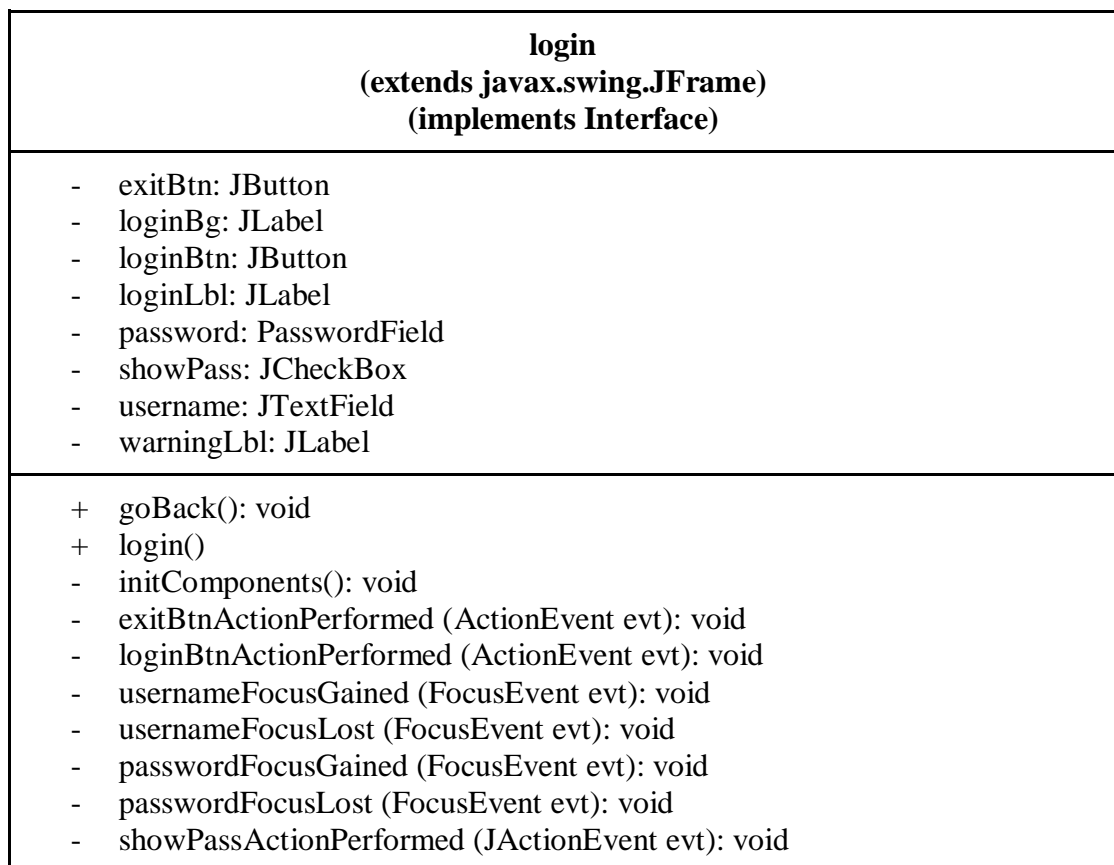 login
(extends javax.swing.JFrame)
(implements Interface)
- exitBtn: JButton
- loginBg: JLabel
- loginBtn: JButton
- loginLbl: JLabel
- password: PasswordField
- showPass: JCheckBox
- username: JTextField
- warningLbl: JLabel
+ goBack(): void
+ login()
- initComponents(): void
- exitBtnActionPerformed (ActionEvent evt): void
- loginBtnActionPerformed (ActionEvent evt): void
- usernameFocusGained (FocusEvent evt): void
- usernameFocusLost (FocusEvent evt): void
- passwordFocusGained (FocusEvent evt): void
- passwordFocusLost (FocusEvent evt): void
- showPassActionPerformed (JActionEvent evt): void